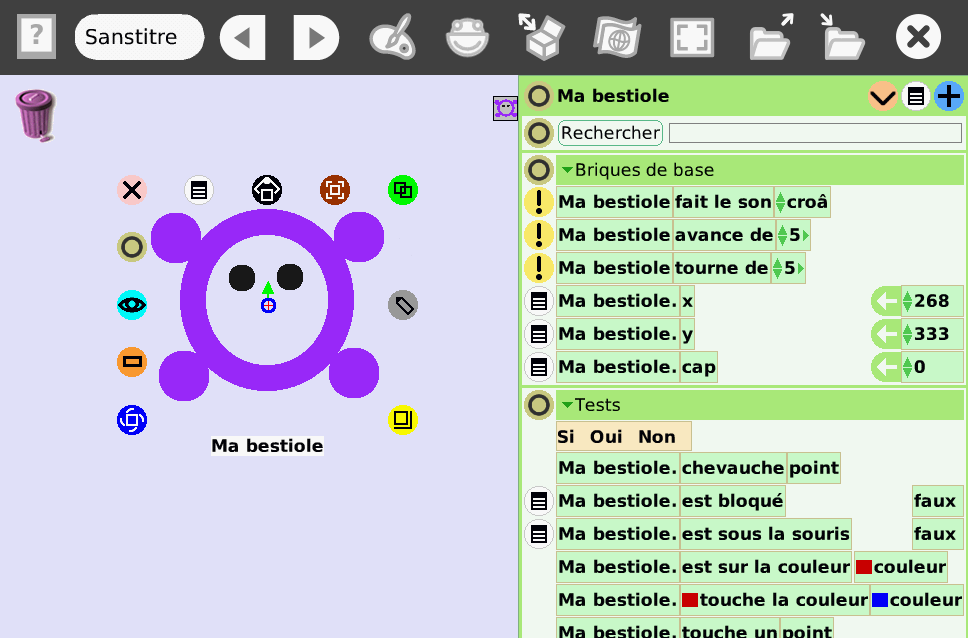 ?
Sanstitre
Ma bestiole
Rechercher
Briques de base
Ma bestiole fait le son croâ
Ma bestiole avance de 5
Ma bestiole tourne de 5
Ma bestiole. x 268
Ma bestiole. y 333
Ma bestiole. cap 0
Tests
Si Oui Non
Ma bestiole. chevauche point
Ma bestiole. est bloqué faux
Ma bestiole. est sous la souris faux
Ma bestiole. est sur la couleur couleur
Ma bestiole. touche la couleur couleur
Ma bestiole. touche un point
Ma bestiole